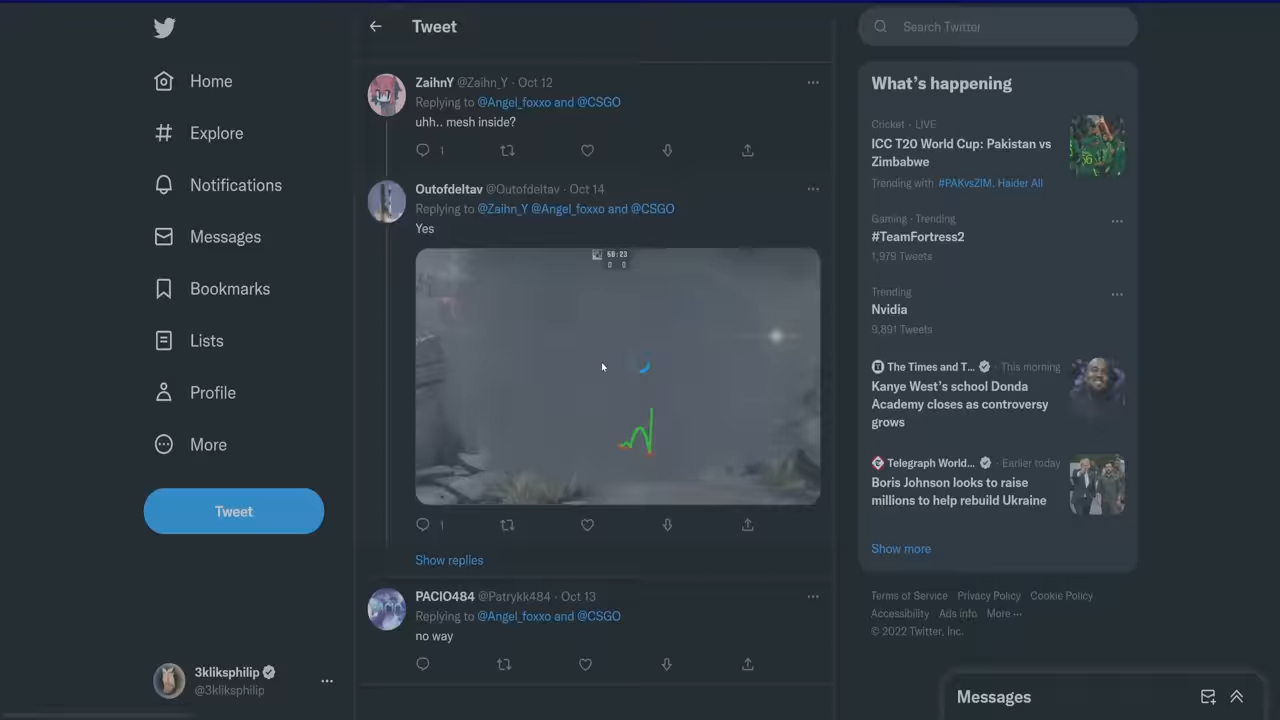 Home
Explore
Notifications
Messages
Bookmarks
Lists
Profile
More
Tweet
3kliksphilip
@3kliksphilip
Tweet
ZaihnY @Zaihn_Y · Oct 12
Replying to @Angel_foxxo and @CSGO
uhh.. mesh inside?
1
Outofdeltav @Outofdeltav · Oct 14
Replying to @Zaihn_Y @Angel_foxxo and @CSGO
Yes
58:23
0 0
1
Show replies
PACIO484 @Patrykk484 · Oct 13
Replying to @Angel_foxxo and @CSGO
no way
Search Twitter
What's happening
Cricket · LIVE
ICC T20 World Cup: Pakistan vs
Zimbabwe
Trending with #PAKvsZIM, Haider Ali
Gaming · Trending
#TeamFortress2
1,979 Tweets
Trending
Nvidia
9,891 Tweets
The Times and T... · This morning
Kanye West's school Donda
Academy closes as controversy
grows
Telegraph World... · Earlier today
Boris Johnson looks to raise
millions to help rebuild Ukraine
Show more
Terms of Service Privacy Policy Cookie Policy
Accessibility Ads info More ···
© 2022 Twitter, Inc.
Messages